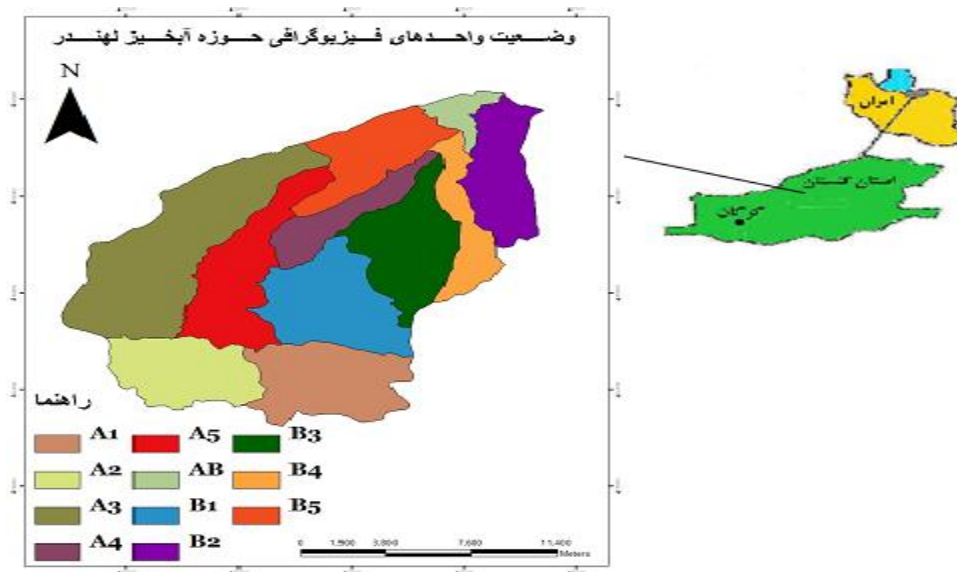 وضعیت واحدهای فیزیوگرافی حوزه آبخیز لهندر
N
ایران
استان گلستان
گرگان
راهنما
A1
A2
A3
A4
A5
AB
B1
B2
B3
B4
B5
0 1,900 3,800 7,600 11,400
Meters